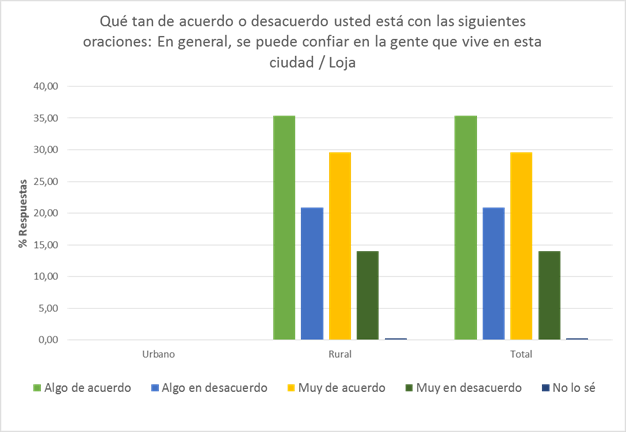 Qué tan de acuerdo o desacuerdo usted está con las siguientes
oraciones: En general, se puede confiar en la gente que vive en esta
ciudad / Loja
40,00
35,00
30,00
25,00
20,00
15,00
10,00
5,00
0,00
% Respuestas
Urbano Rural Total
Algo de acuerdo Algo en desacuerdo Muy de acuerdo Muy en desacuerdo No lo sé